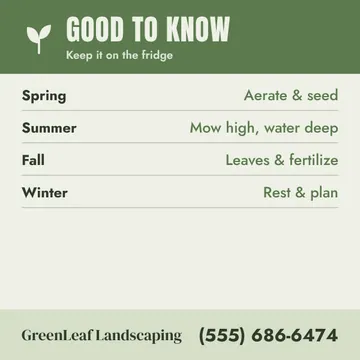 GOOD TO KNOW
Keep it on the fridge
Spring Aerate & seed
Summer Mow high, water deep
Fall Leaves & fertilize
Winter Rest & plan
GreenLeaf Landscaping (555) 686-6474